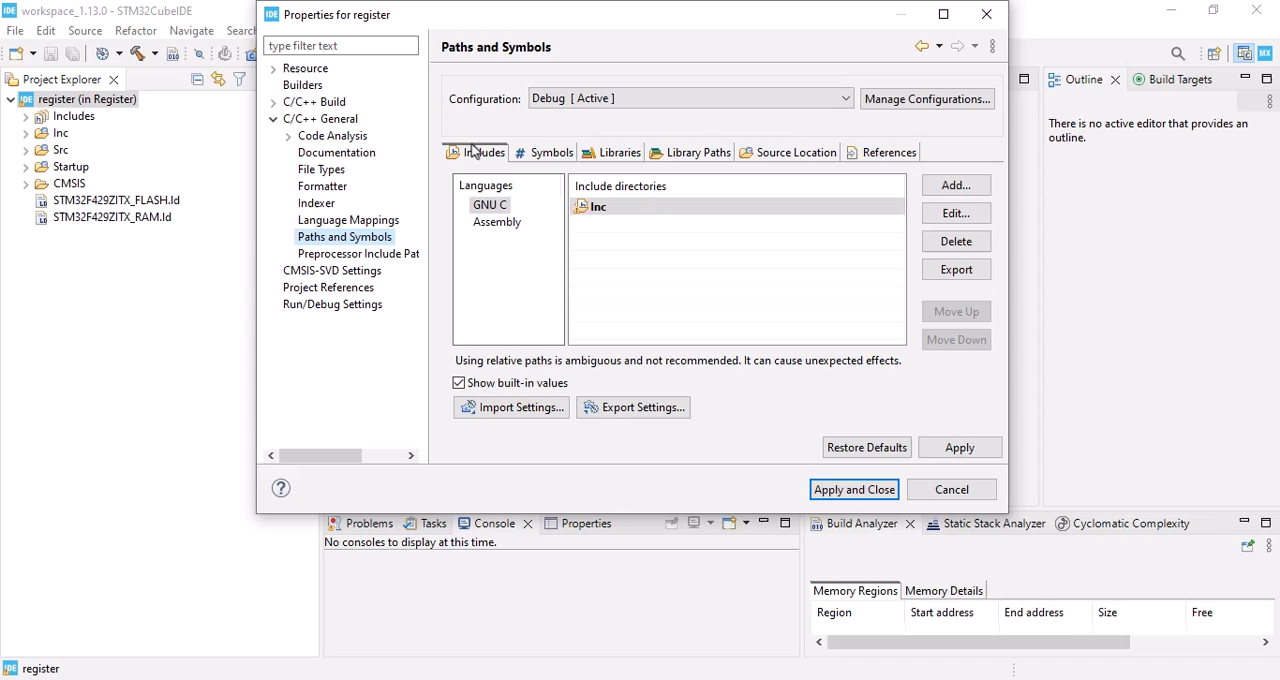 workspace_1.13.0 - STM32CubeIDE
File Edit Source Refactor Navigate Search
Project Explorer
register (in Register)
Includes
Inc
Src
Startup
CMSIS
STM32F429ZITX_FLASH.ld
STM32F429ZITX_RAM.ld
IDE Properties for register
type filter text
Resource
Builders
C/C++ Build
C/C++ General
Code Analysis
Documentation
File Types
Formatter
Indexer
Language Mappings
Paths and Symbols
Preprocessor Include Pat
CMSIS-SVD Settings
Project References
Run/Debug Settings
Paths and Symbols
Configuration: Debug [ Active ] Manage Configurations...
Includes # Symbols Libraries Library Paths Source Location References
Languages
GNU C
Assembly
Include directories
Inc
Add...
Edit...
Delete
Export
Move Up
Move Down
Using relative paths is ambiguous and not recommended. It can cause unexpected effects.
Show built-in values
Import Settings... Export Settings...
Restore Defaults Apply
Apply and Close Cancel
MX
Outline Build Targets
There is no active editor that provides an
outline.
Problems Tasks Console Properties
No consoles to display at this time.
Build Analyzer Static Stack Analyzer Cyclomatic Complexity
Memory Regions Memory Details
Region Start address End address Size Free
IDE register